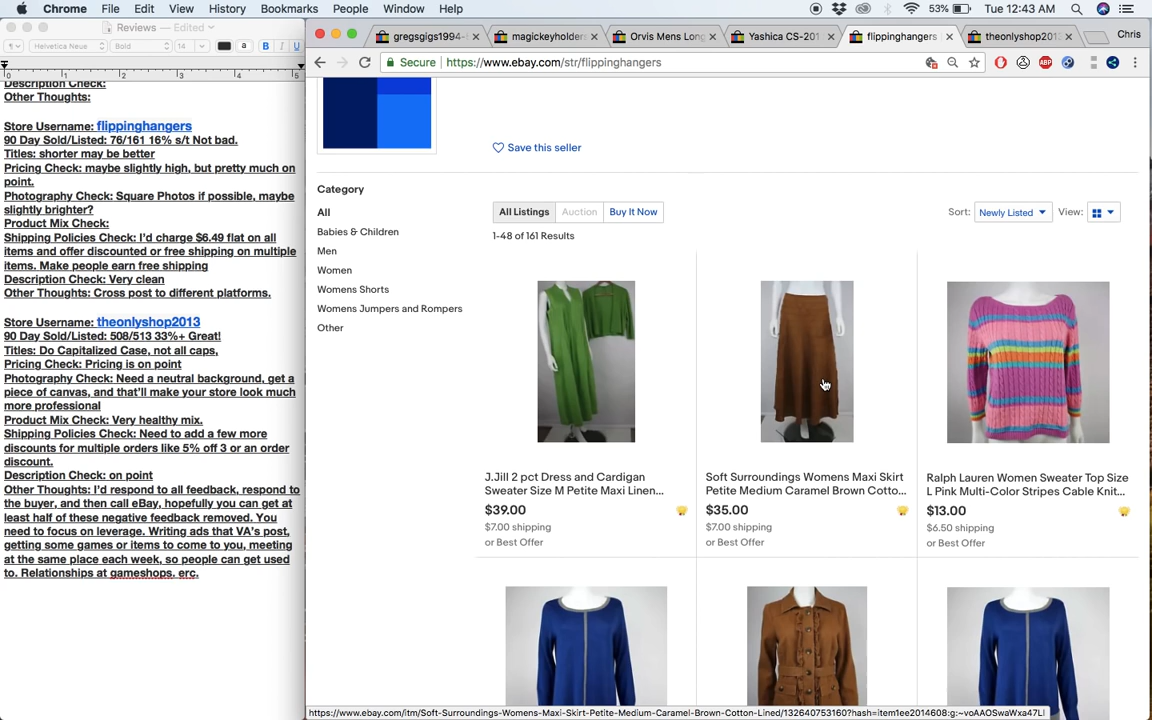 Chrome File Edit View History Bookmarks People Window Help 53% Tue 12:43 AM
Reviews — Edited
Helvetica Neue Bold 14 a B I U
0 1 2 3 4 5
gregsgigs1994- magickeyholder Orvis Mens Long Yashica CS-201 flippinghangers theonlyshop2013 Chris
Secure https://www.ebay.com/str/flippinghangers
ABP
Description Check:
Other Thoughts:
Store Username: flippinghangers
90 Day Sold/Listed: 76/161 16% s/t Not bad.
Titles: shorter may be better
Pricing Check: maybe slightly high, but pretty much on
point.
Photography Check: Square Photos if possible, maybe
slightly brighter?
Product Mix Check:
Shipping Policies Check: I'd charge $6.49 flat on all
items and offer discounted or free shipping on multiple
items. Make people earn free shipping
Description Check: Very clean
Other Thoughts: Cross post to different platforms.
Store Username: theonlyshop2013
90 Day Sold/Listed: 508/513 33%+ Great!
Titles: Do Capitalized Case, not all caps,
Pricing Check: Pricing is on point
Photography Check: Need a neutral background, get a
piece of canvas, and that'll make your store look much
more professional
Product Mix Check: Very healthy mix.
Shipping Policies Check: Need to add a few more
discounts for multiple orders like 5% off 3 or an order
discount.
Description Check: on point
Other Thoughts: I'd respond to all feedback, respond to
the buyer, and then call eBay, hopefully you can get at
least half of these negative feedback removed. You
need to focus on leverage. Writing ads that VA's post,
getting some games or items to come to you, meeting
at the same place each week, so people can get used
to. Relationships at gameshops. erc.
Save this seller
Category
All
Babies & Children
Men
Women
Womens Shorts
Womens Jumpers and Rompers
Other
All Listings Auction Buy It Now
Sort: Newly Listed View:
1-48 of 161 Results
J.Jill 2 pct Dress and Cardigan
Sweater Size M Petite Maxi Linen...
$39.00
$7.00 shipping
or Best Offer
Soft Surroundings Womens Maxi Skirt
Petite Medium Caramel Brown Cotto...
$35.00
$7.00 shipping
or Best Offer
Ralph Lauren Women Sweater Top Size
L Pink Multi-Color Stripes Cable Knit...
$13.00
$6.50 shipping
or Best Offer
https://www.ebay.com/itm/Soft-Surroundings-Womens-Maxi-Skirt-Petite-Medium-Caramel-Brown-Cotton-Lined/132640753160?hash=item1ee2014608:g:~voAAOSwaWxa47LI